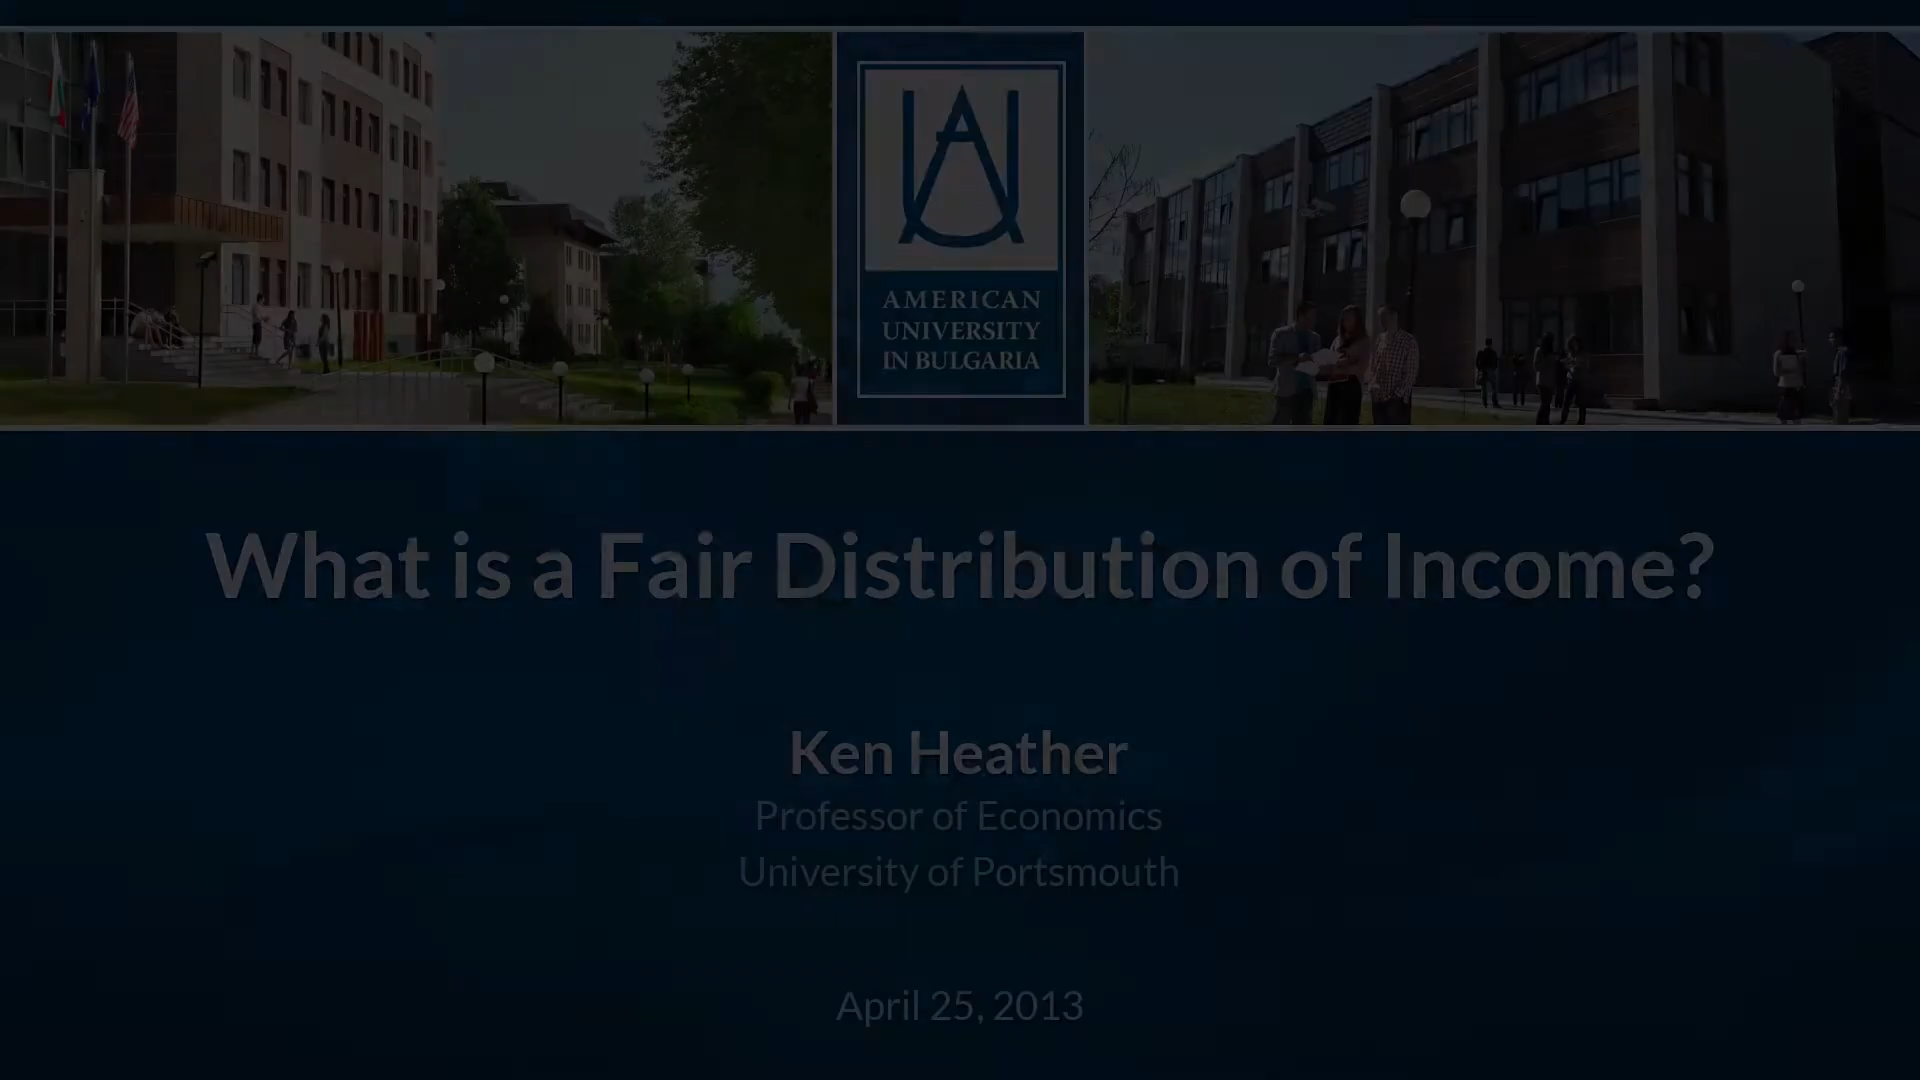 AMERICAN
UNIVERSITY
IN BULGARIA
What is a Fair Distribution of Income?
Ken Heather
Professor of Economics
University of Portsmouth
April 25, 2013